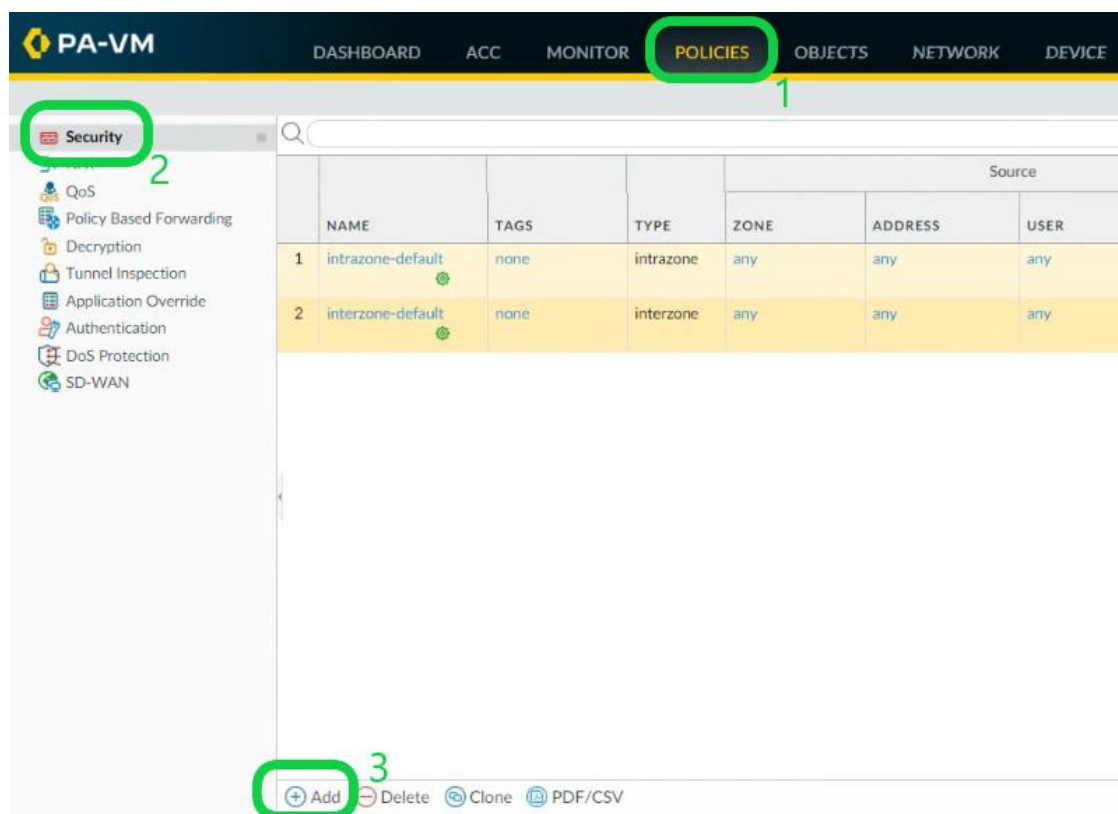 PA-VM
DASHBOARD ACC MONITOR POLICIES OBJECTS NETWORK DEVICE
1
Security
2
QoS
Policy Based Forwarding
Decryption
Tunnel Inspection
Application Override
Authentication
DoS Protection
SD-WAN
Source
NAME TAGS TYPE ZONE ADDRESS USER
1 intrazone-default none intrazone any any any
2 interzone-default none interzone any any any
3
Add Delete Clone PDF/CSV